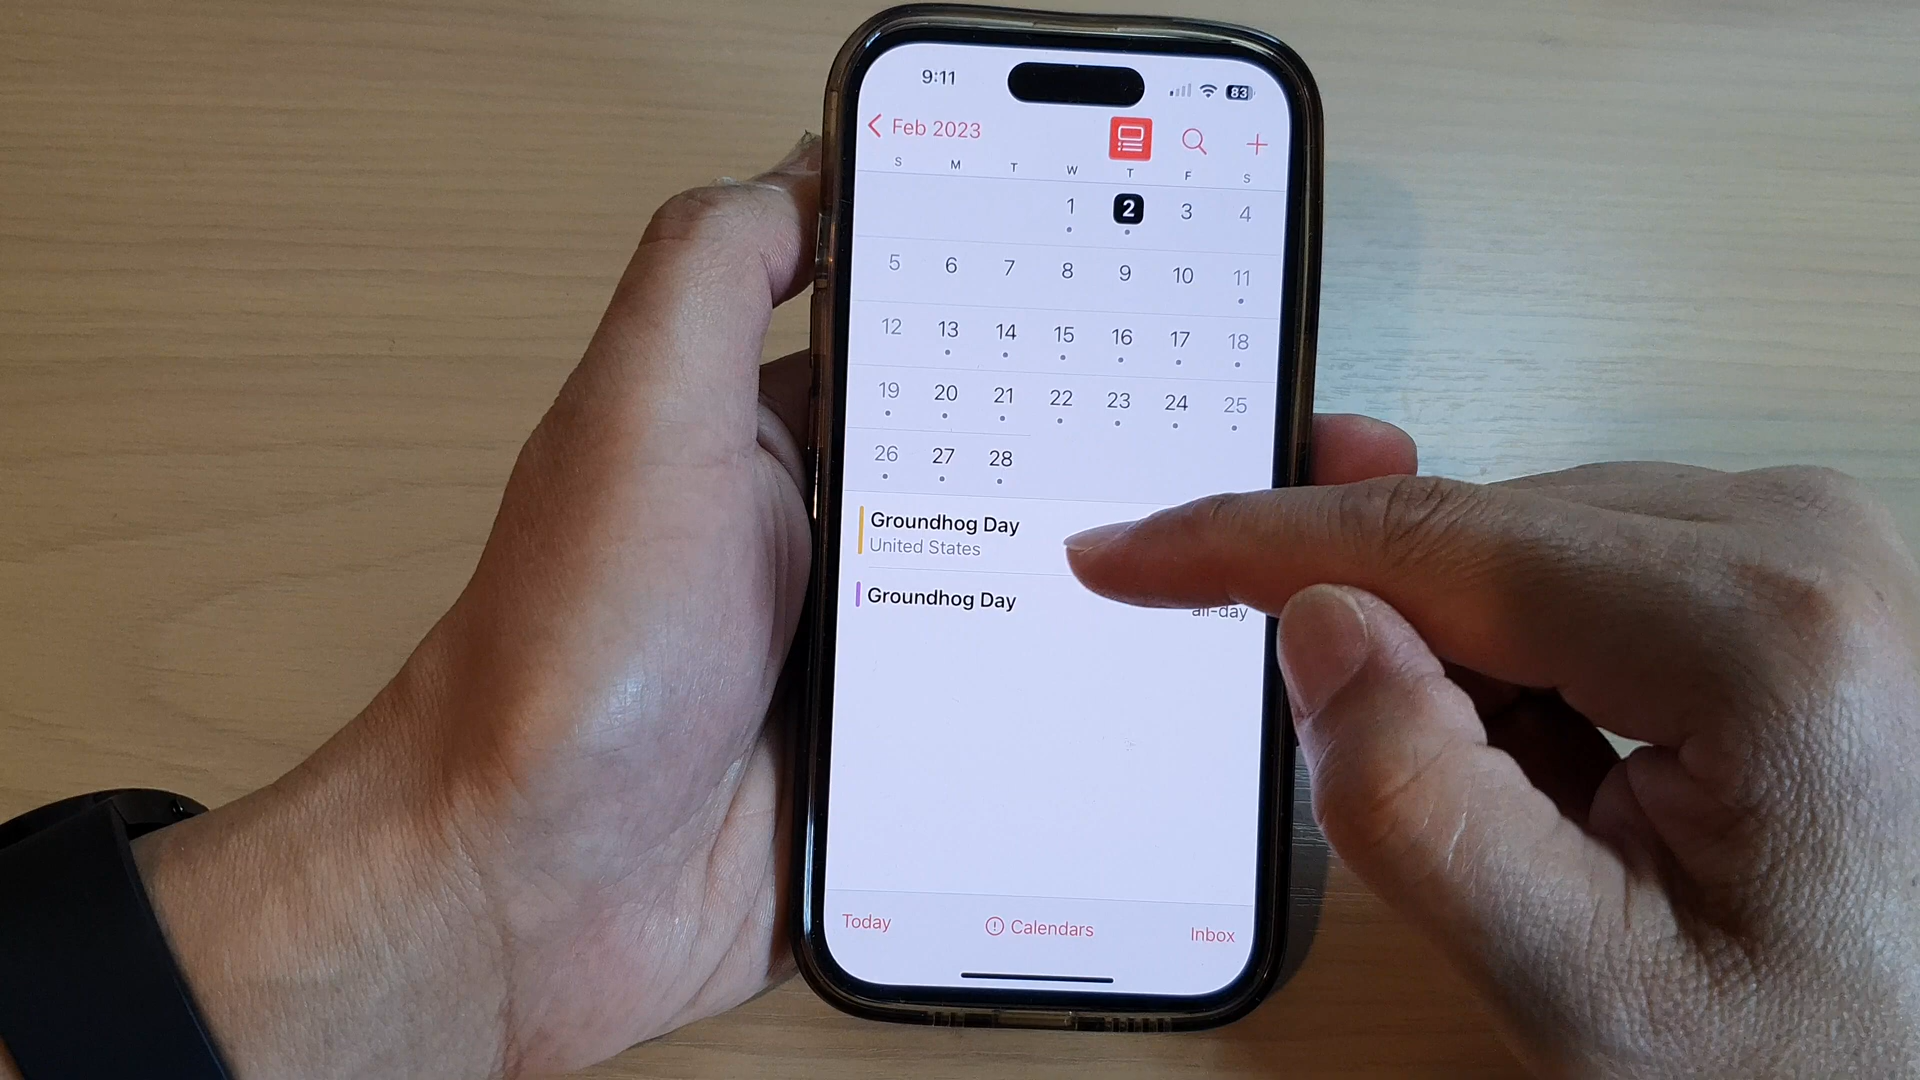 9:11 83
Feb 2023
S M T W T F S
1 2 3 4
5 6 7 8 9 10 11
12 13 14 15 16 17 18
19 20 21 22 23 24 25
26 27 28
Groundhog Day
United States
Groundhog Day all-day
Today Calendars Inbox